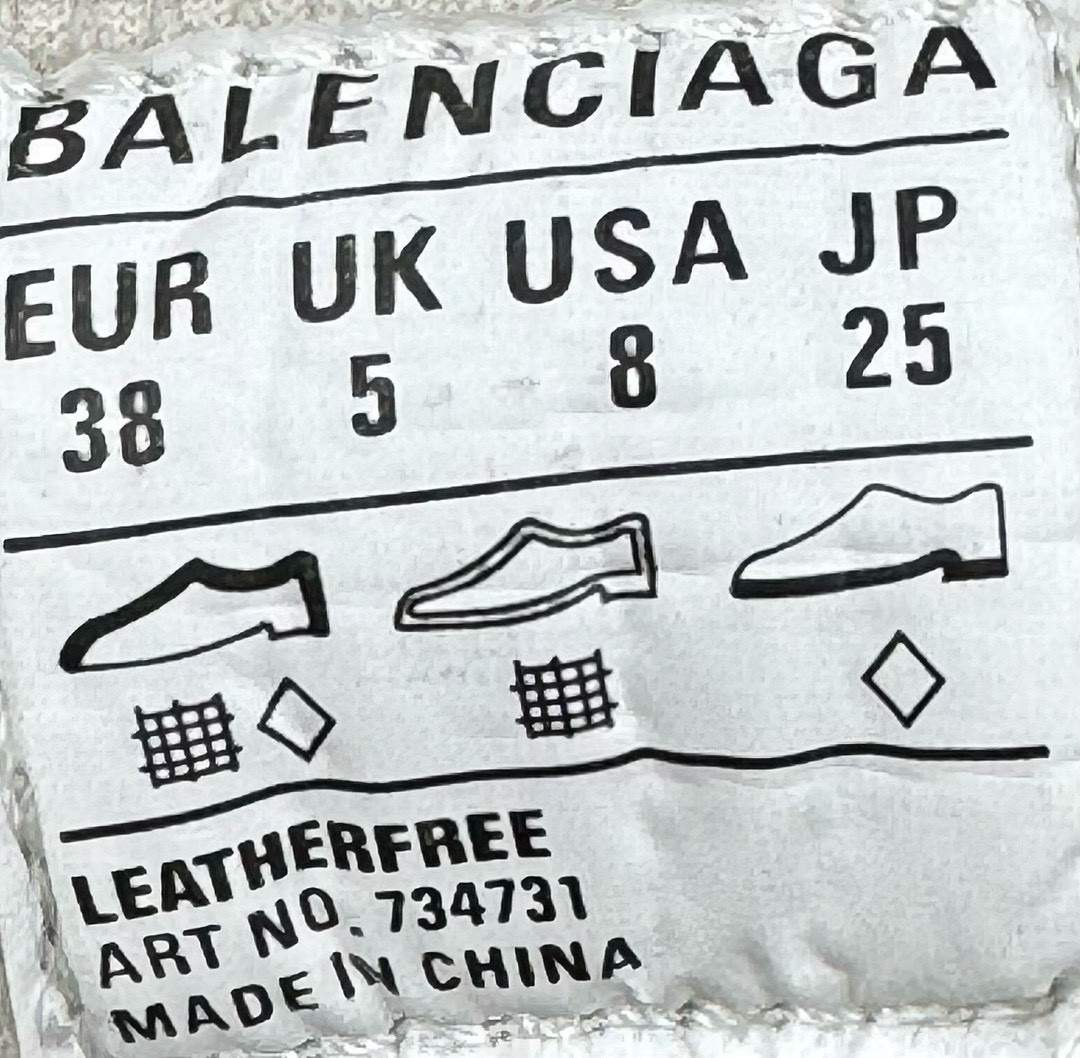 BALENCIAGA
EUR UK USA JP
38 5 8 25
LEATHERFREE
ART NO. 734731
MADE IN CHINA